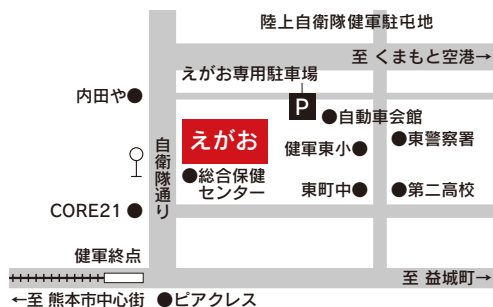 陸上自衛隊健軍駐屯地
至 くまもと空港→
えがお専用駐車場
内田や●
P
●自動車会館
えがお
自衛隊通り
健軍東小●
●東警察署
●総合保健
センター
東町中●
●第二高校
CORE21●
健軍終点
至 益城町→
←至 熊本市中心街
●ピアクレス